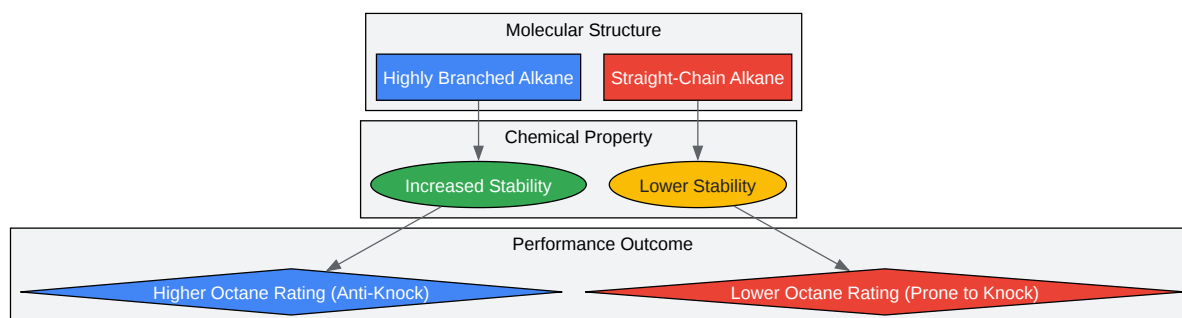 Molecular Structure
Highly Branched Alkane
Straight-Chain Alkane
Chemical Property
Increased Stability
Lower Stability
Performance Outcome
Higher Octane Rating (Anti-Knock)
Lower Octane Rating (Prone to Knock)